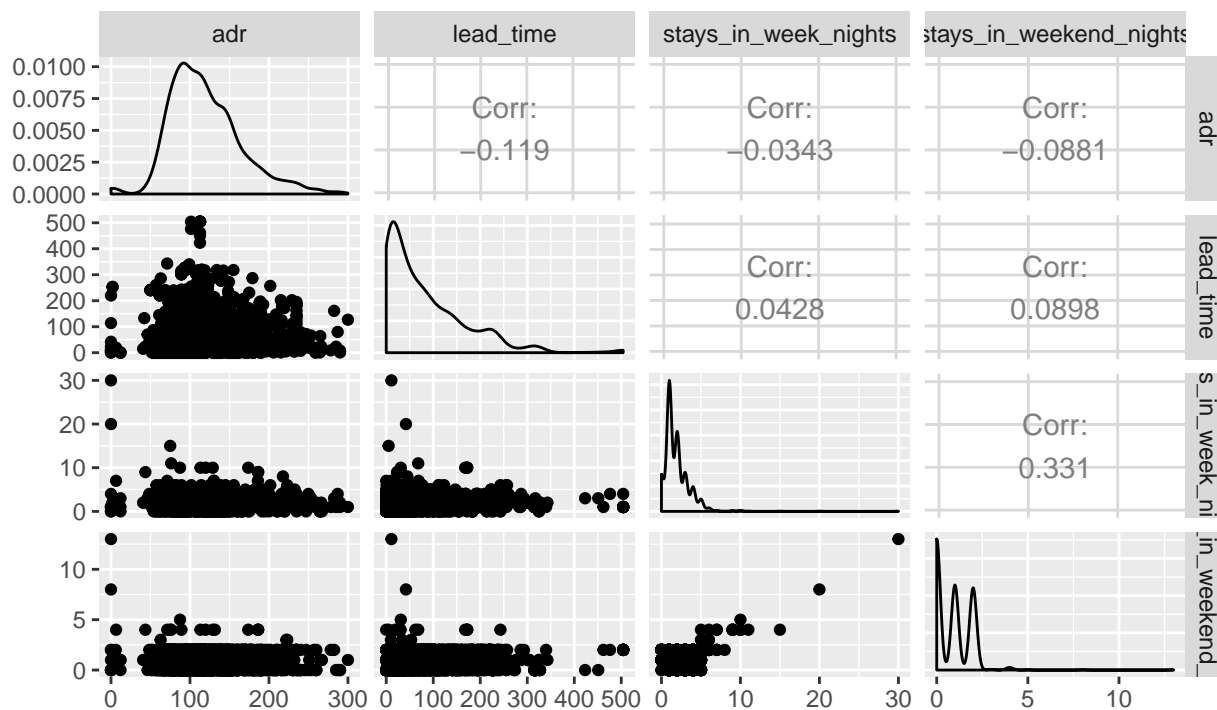 adr lead_time stays_in_week_nights stays_in_weekend_nights
0.0100
0.0075
0.0050
0.0025
0.0000
Corr:
−0.119
Corr:
−0.0343
Corr:
−0.0881
adr
500
400
300
200
100
0
Corr:
0.0428
Corr:
0.0898
lead_time
30
20
10
0
Corr:
0.331
s_in_week_ni
10
5
0
_in_weekend_
0 100 200 300 0 100 200 300 400 500 0 10 20 30 0 5 10